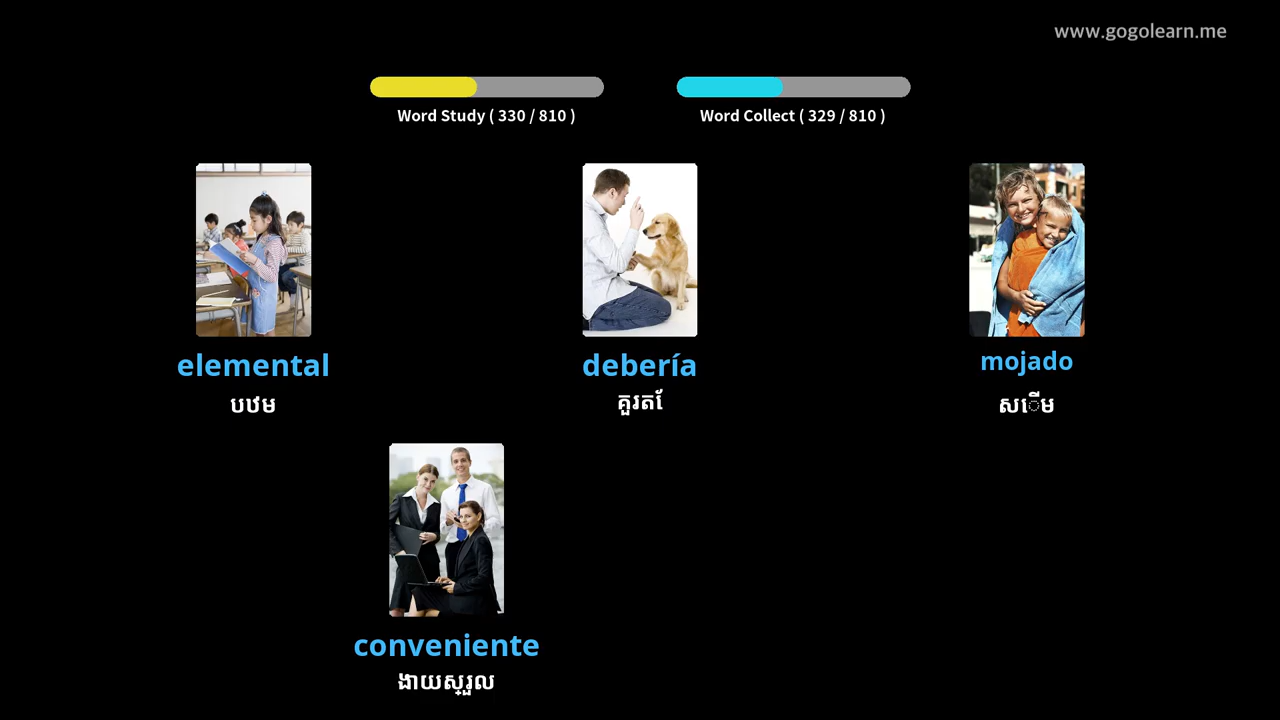 www.gogolearn.me
Word Study ( 330 / 810 )
Word Collect ( 329 / 810 )
elemental
debería
mojado
បឋម
គួរតែ
សើម
conveniente
ងាយស្រួល